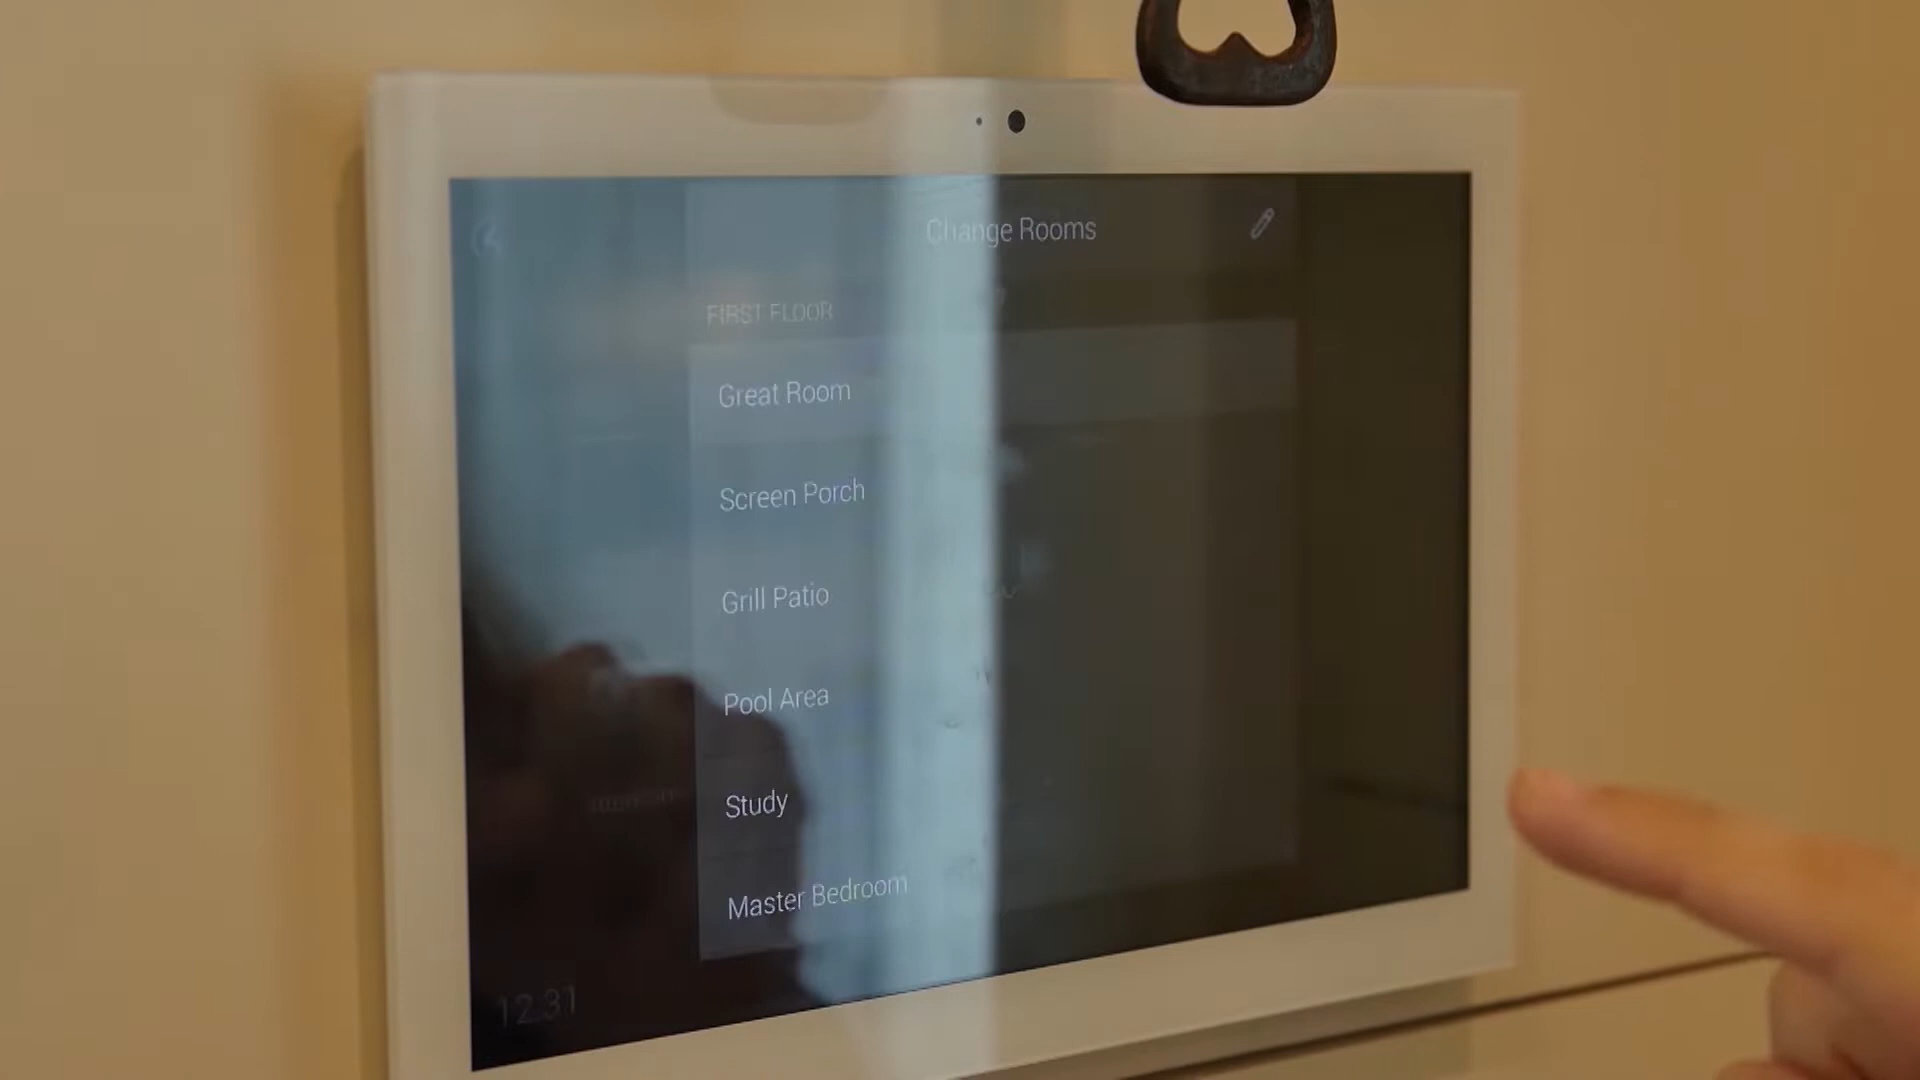 Change Rooms
FIRST FLOOR
Great Room
Screen Porch
Grill Patio
Pool Area
Study
Master Bedroom
12:31